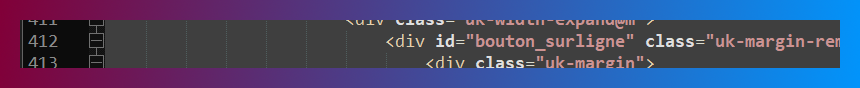 411 <div class="uk-width-expand@m">
412 <div id="bouton_surligne" class="uk-margin-rem
413 <div class="uk-margin">